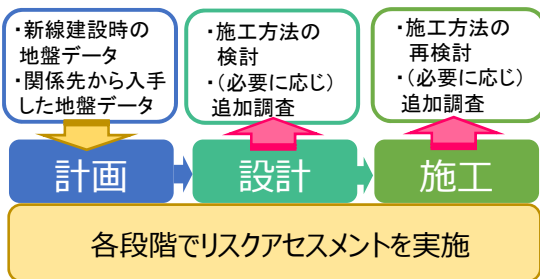 ・新線建設時の
地盤データ
・関係先から入手
した地盤データ
・施工方法の
検討
・(必要に応じ)
追加調査
・施工方法の
再検討
・(必要に応じ)
追加調査
計画
設計
施工
各段階でリスクアセスメントを実施